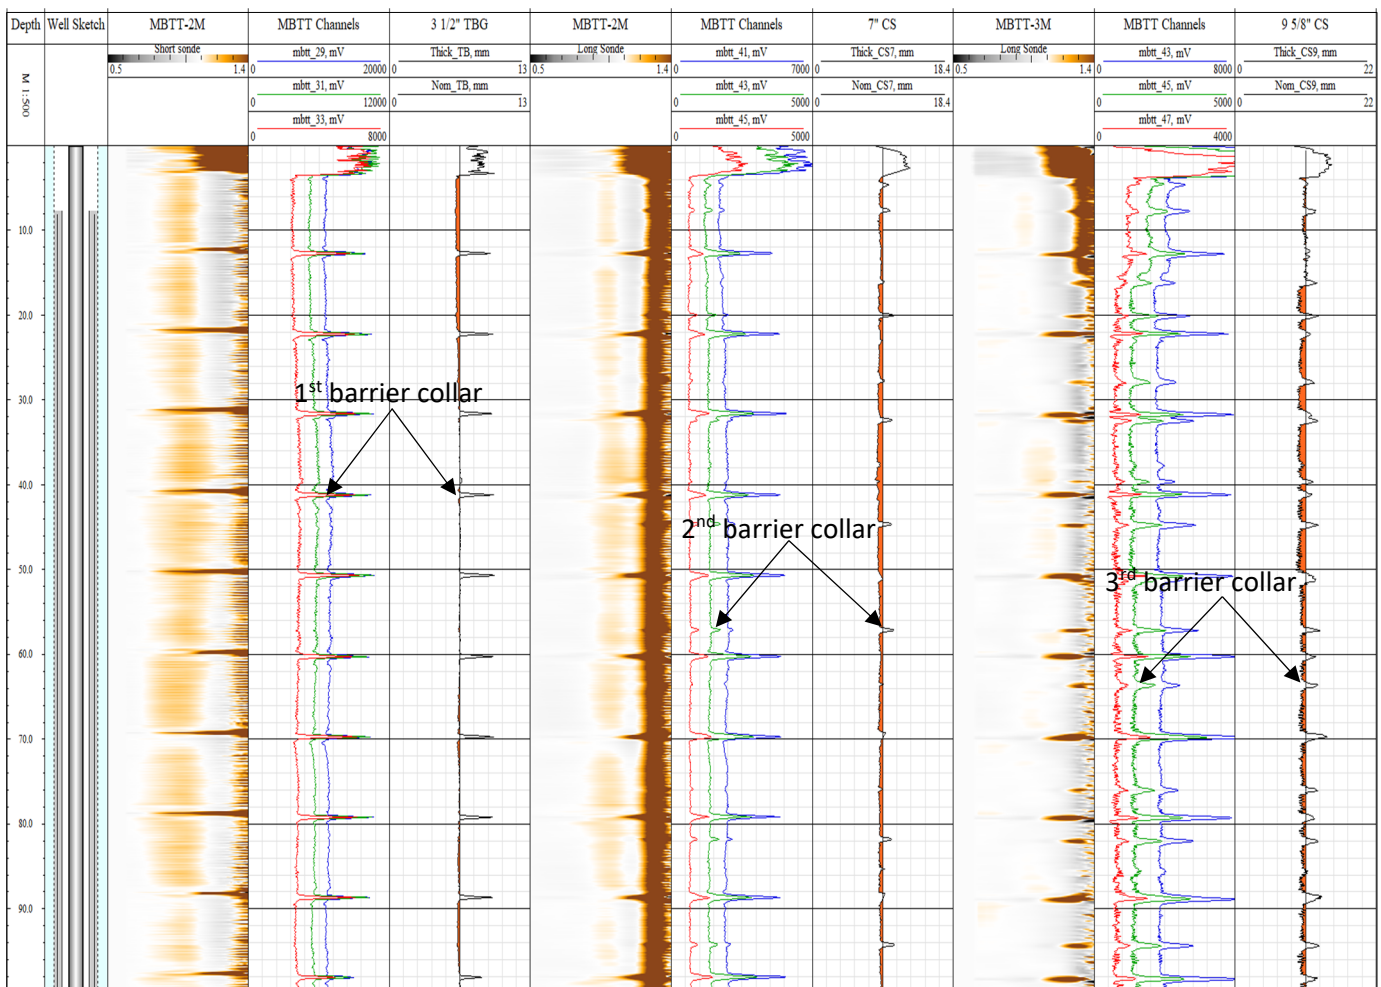 Depth Well Sketch MBTT-2M MBTT Channels 3 1/2" TBG MBTT-2M MBTT Channels 7" CS MBTT-3M MBTT Channels 9 5/8" CS
M 1:500
Short sonde
0.5 1.4
mbtt_29, mV
20000
mbtt_31, mV
0 12000
mbtt_33, mV
0 8000
Thick_TB, mm
0 13
Nom_TB, mm
0 13
Long Sonde
0.5 1.4
mbtt_41, mV
7000
mbtt_43, mV
0 5000
mbtt_45, mV
0 5000
Thick_CS7, mm
0 18.4
Nom_CS7, mm
0 18.4
Long Sonde
0.5 1.4
mbtt_43, mV
0 8000
mbtt_45, mV
0 5000
mbtt_47, mV
0 4000
Thick_CS9, mm
0 22
Nom_CS9, mm
0 22
10.0
20.0
30.0
40.0
50.0
60.0
70.0
80.0
90.0
1st barrier collar
2nd barrier collar
3rd barrier collar